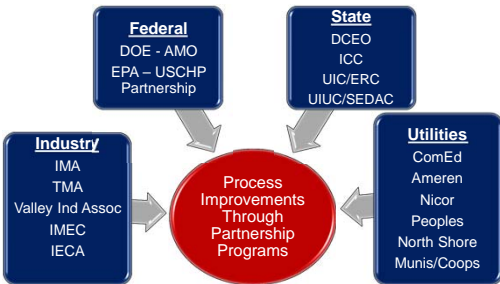 Federal
DOE - AMO
EPA – USCHP
Partnership
State
DCEO
ICC
UIC/ERC
UIUC/SEDAC
Industry
IMA
TMA
Valley Ind Assoc
IMEC
IECA
Process
Improvements
Through
Partnership
Programs
Utilities
ComEd
Ameren
Nicor
Peoples
North Shore
Munis/Coops